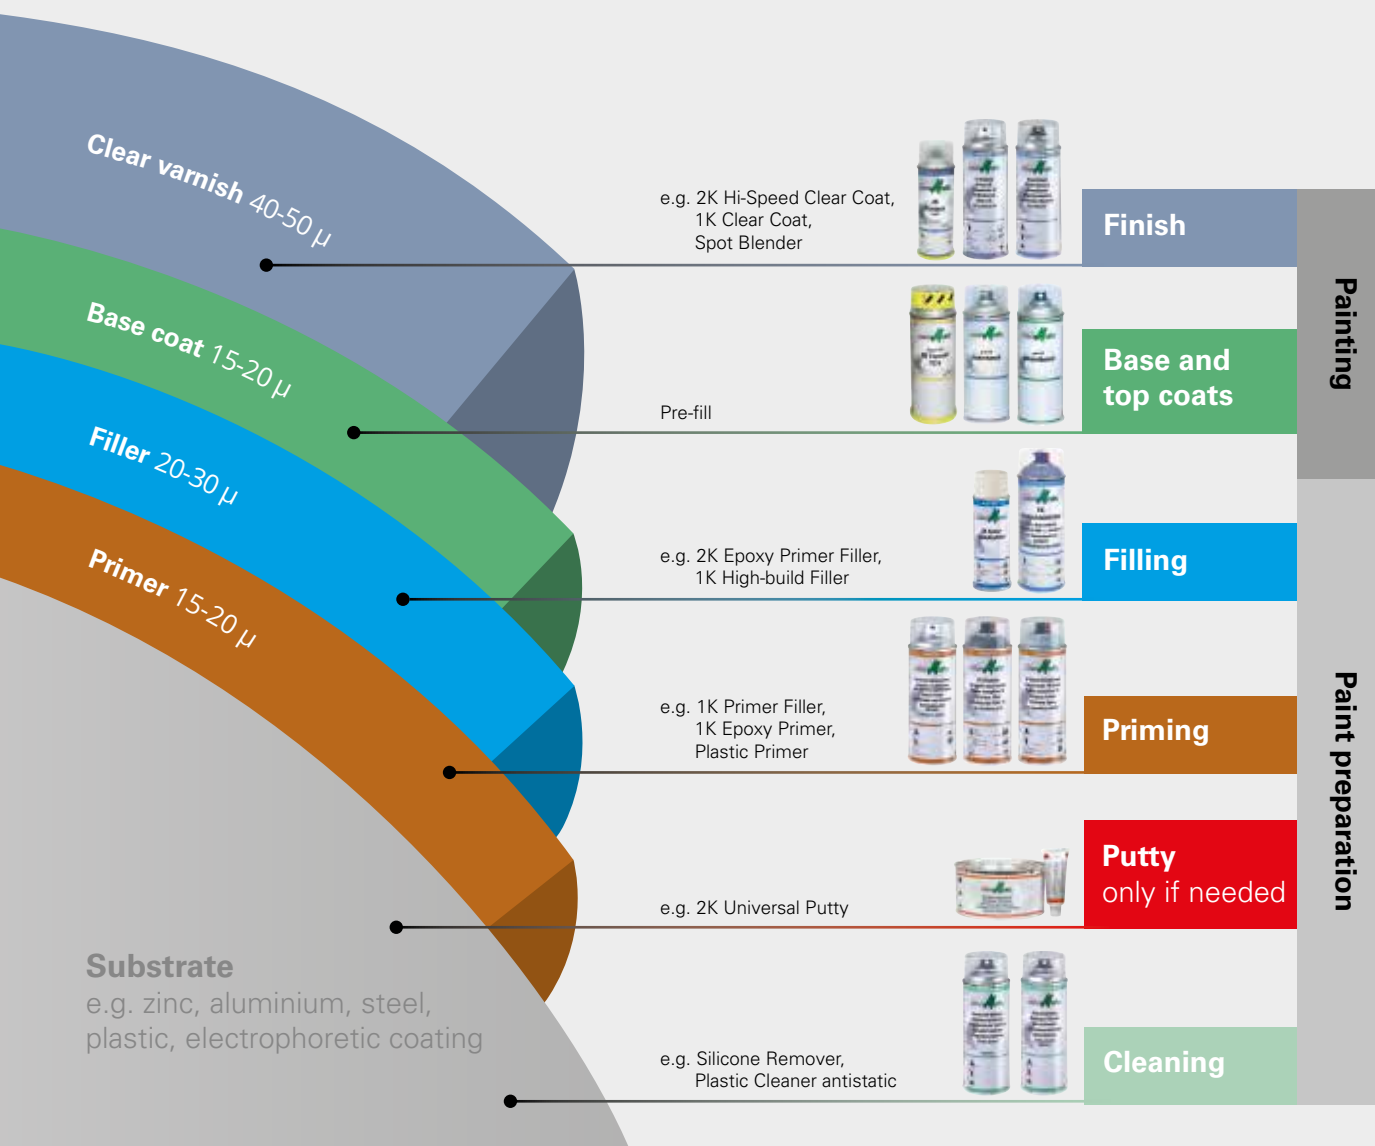 Clear varnish 40-50 µ
Base coat 15-20 µ
Filler 20-30 µ
Primer 15-20 µ
Substrate
e.g. zinc, aluminium, steel,
plastic, electrophoretic coating
e.g. 2K Hi-Speed Clear Coat,
1K Clear Coat,
Spot Blender
Finish
Pre-fill
Base and
top coats
e.g. 2K Epoxy Primer Filler,
1K High-build Filler
Filling
e.g. 1K Primer Filler,
1K Epoxy Primer,
Plastic Primer
Priming
e.g. 2K Universal Putty
Putty
only if needed
e.g. Silicone Remover,
Plastic Cleaner antistatic
Cleaning
Painting
Paint preparation